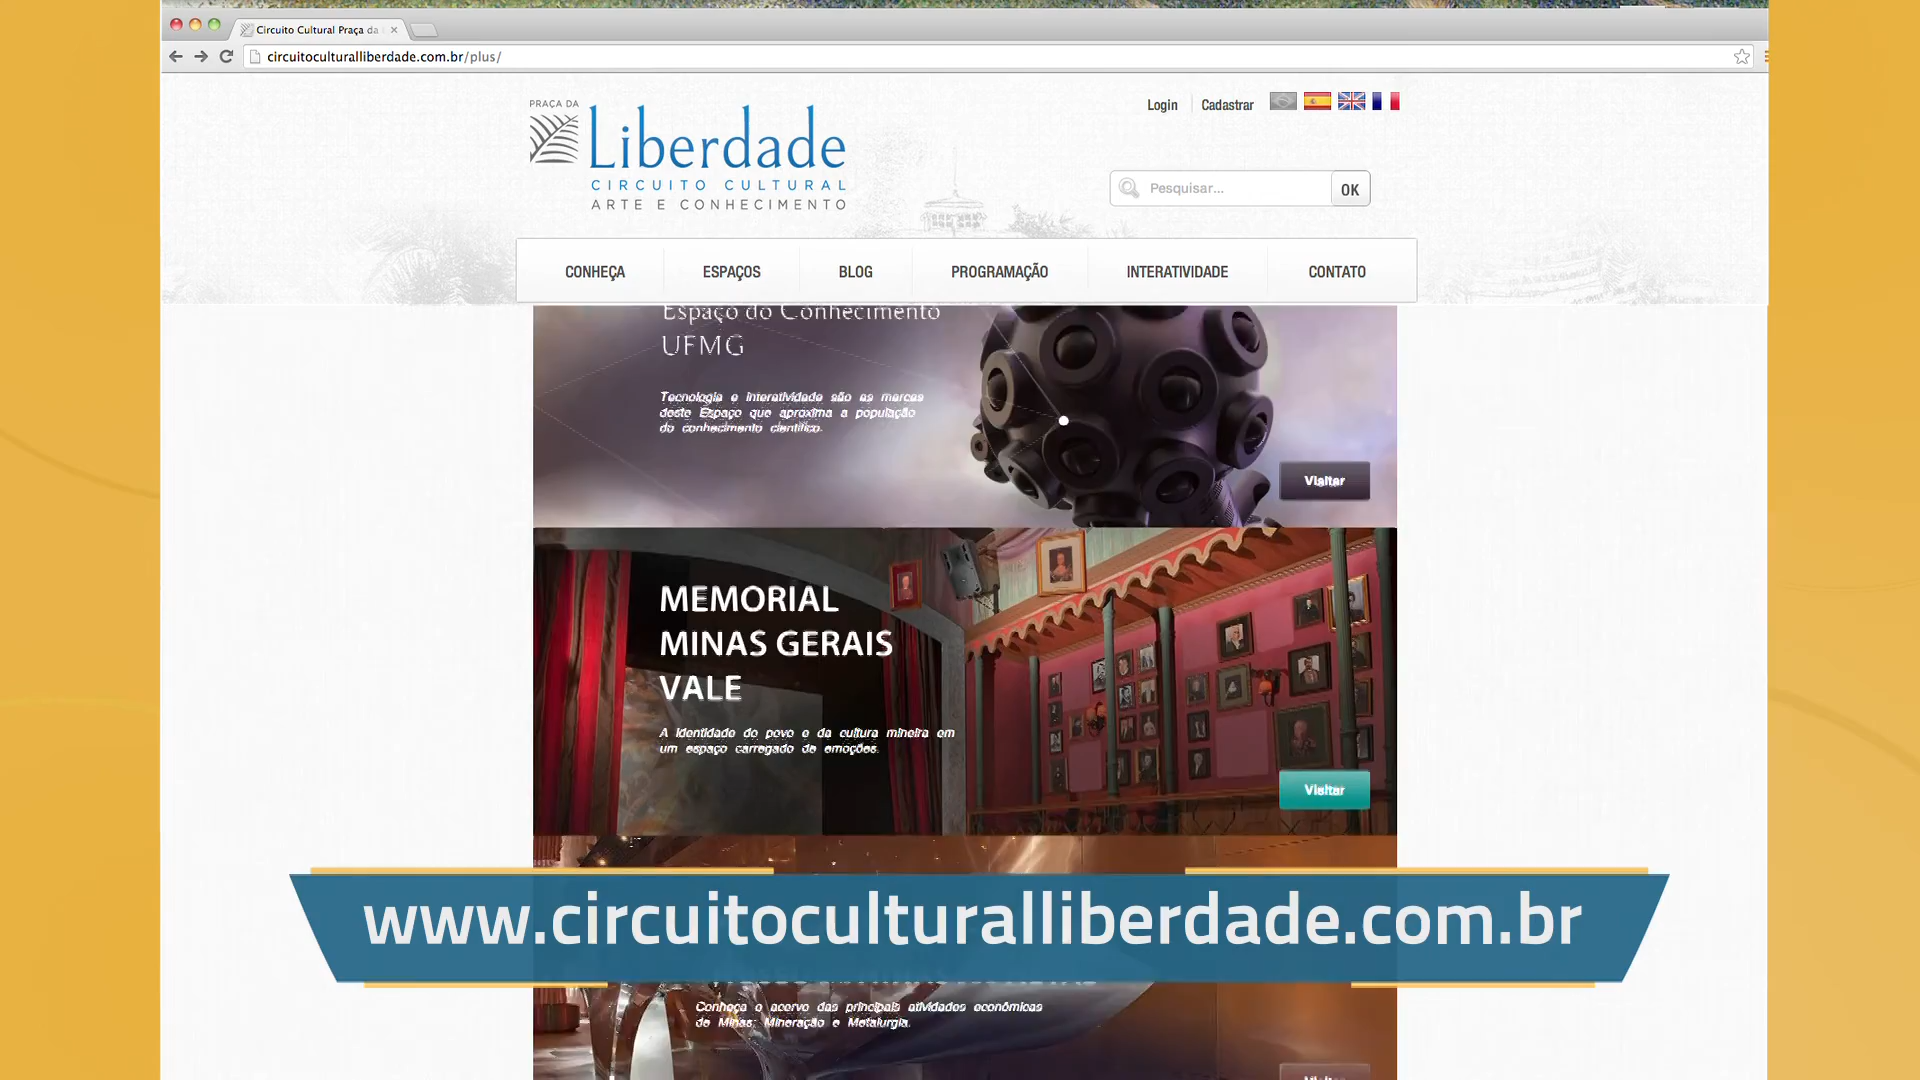 Circuito Cultural Praça da
circuitoculturalliberdade.com.br/plus/
Login
Cadastrar
PRAÇA DA
Liberdade
CIRCUITO CULTURAL
ARTE E CONHECIMENTO
Pesquisar...
OK
CONHEÇA
ESPAÇOS
BLOG
PROGRAMAÇÃO
INTERATIVIDADE
CONTATO
Espaço do Conhecimento
UFMG
Tecnologia e interatividade são as marcas
deste Espaço que aproxima a população
do conhecimento científico.
Visitar
MEMORIAL
MINAS GERAIS
VALE
A identidade do povo e da cultura mineira em
um espaço carregado de emoções.
Visitar
www.circuitoculturalliberdade.com.br
Conheça o acervo das principais atividades econômicas
de Minas: Mineração e Metalurgia.
Visitar